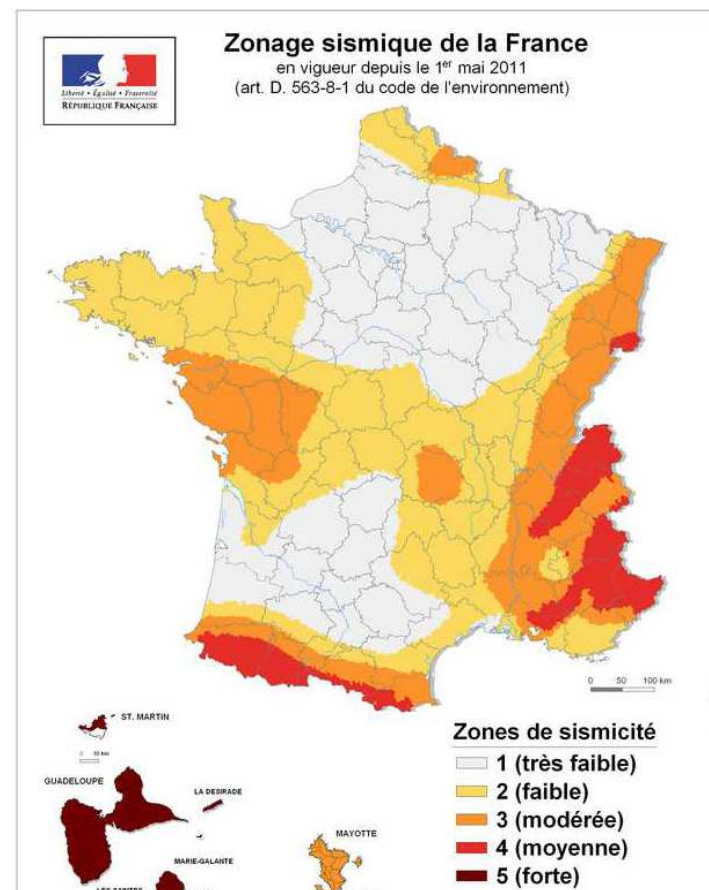 Zonage sismique de la France
en vigueur depuis le 1er mai 2011
(art. D. 563-8-1 du code de l'environnement)
Liberté • Égalité • Fraternité
RÉPUBLIQUE FRANÇAISE
0 50 100 km
ST. MARTIN
GUADELOUPE
LA DESIRADE
MAYOTTE
MARIE-GALANTE
LES SAINTES
Zones de sismicité
1 (très faible)
2 (faible)
3 (modérée)
4 (moyenne)
5 (forte)